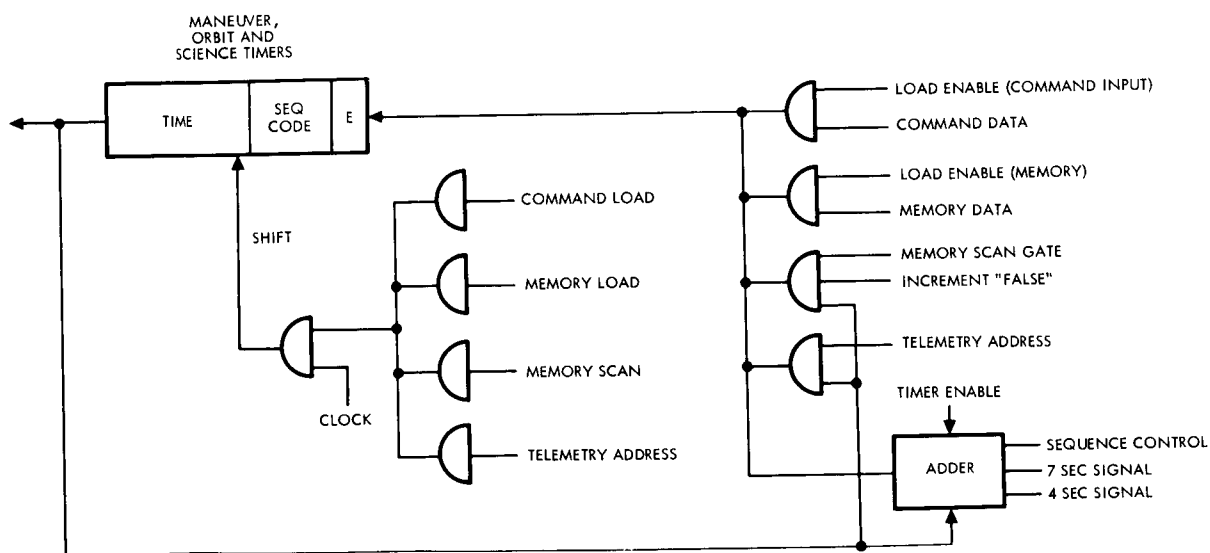 MANEUVER,
ORBIT AND
SCIENCE TIMERS
TIME
SEQ
CODE
E
LOAD ENABLE (COMMAND INPUT)
COMMAND DATA
LOAD ENABLE (MEMORY)
MEMORY DATA
COMMAND LOAD
SHIFT
MEMORY SCAN GATE
INCREMENT "FALSE"
MEMORY LOAD
TELEMETRY ADDRESS
MEMORY SCAN
CLOCK
TIMER ENABLE
TELEMETRY ADDRESS
ADDER
SEQUENCE CONTROL
7 SEC SIGNAL
4 SEC SIGNAL